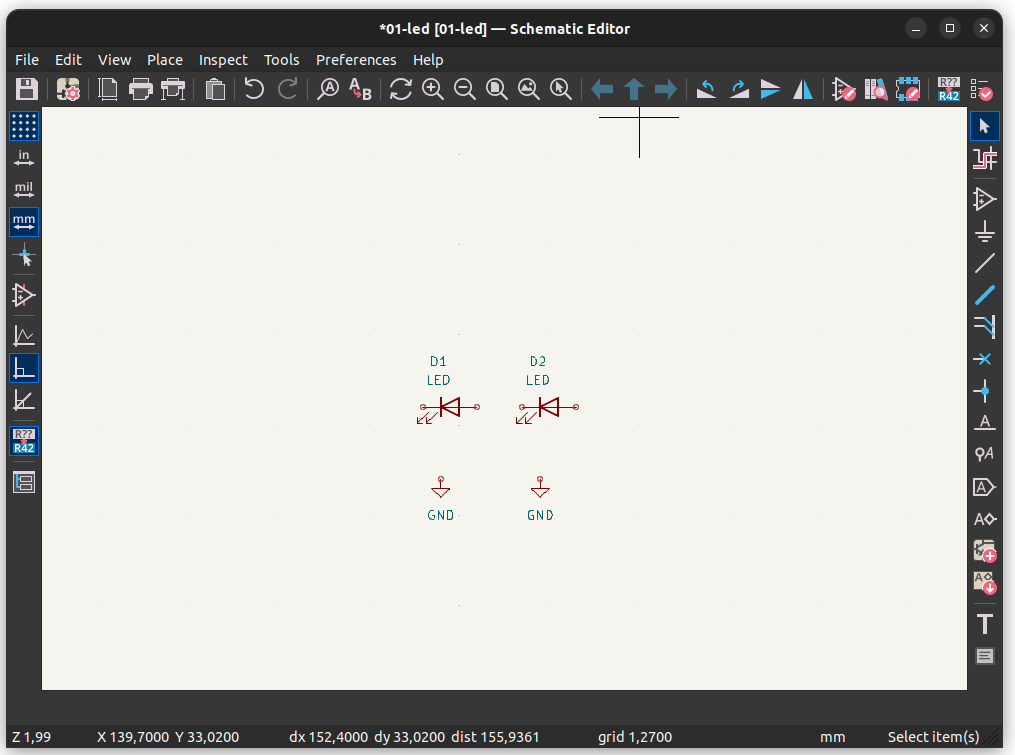 *01-led [01-led] — Schematic Editor
File Edit View Place Inspect Select Tools Preferences Help
A
A B
R??
R42
in
mil
mm
R??
R42
D1
LED
D2
LED
GND
GND
A
A
A
A
A
T
Z 1,99 X 139,7000 Y 33,0200 dx 152,4000 dy 33,0200 dist 155,9361 grid 1,2700 mm Select item(s)